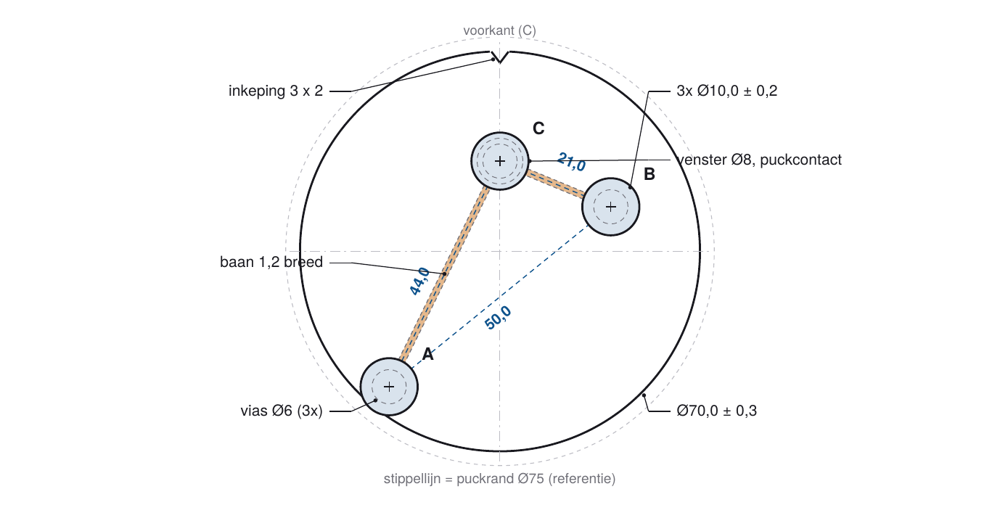 voorkant (C)
inkeping 3 x 2
3x Ø10,0 ± 0,2
C
21,0
venster Ø8, puckcontact
B
baan 1,2 breed
44,0
50,0
A
vias Ø6 (3x)
Ø70,0 ± 0,3
stippellijn = puckrand Ø75 (referentie)